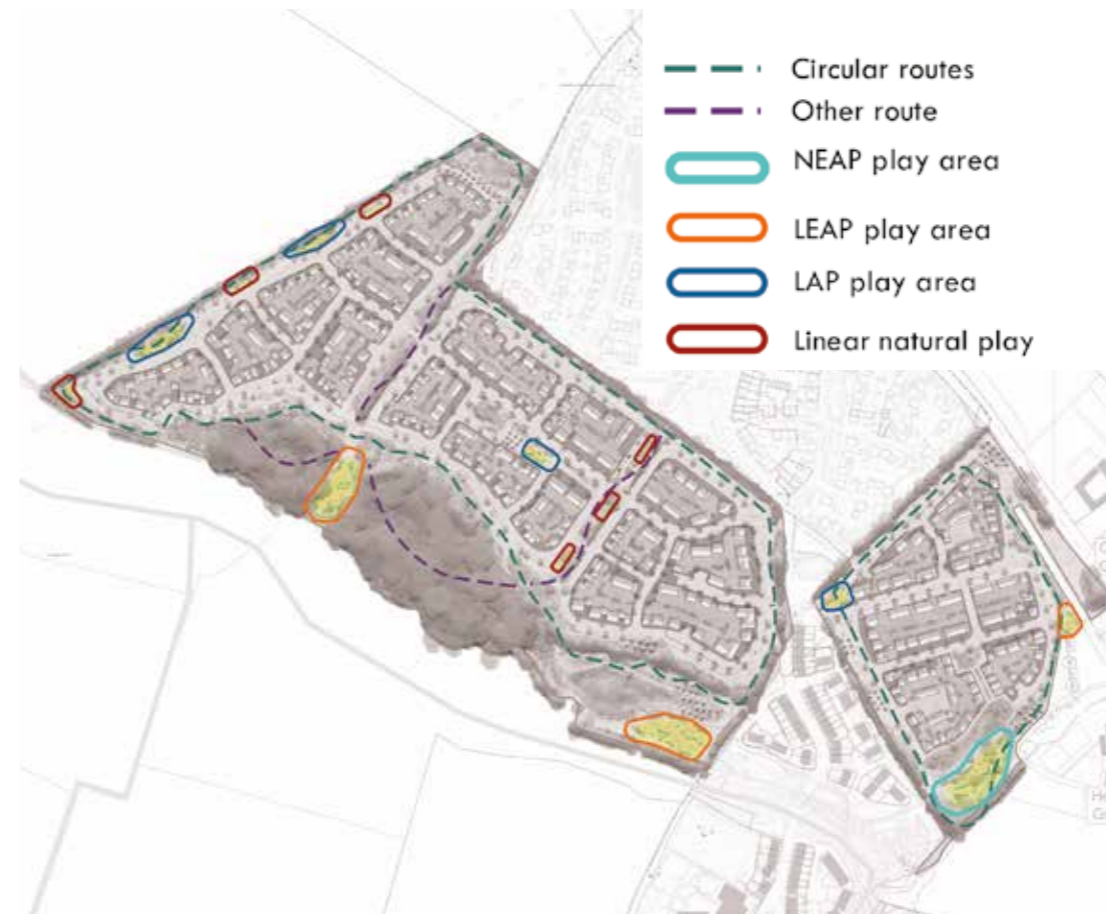 Circular routes
Other route
NEAP play area
LEAP play area
LAP play area
Linear natural play